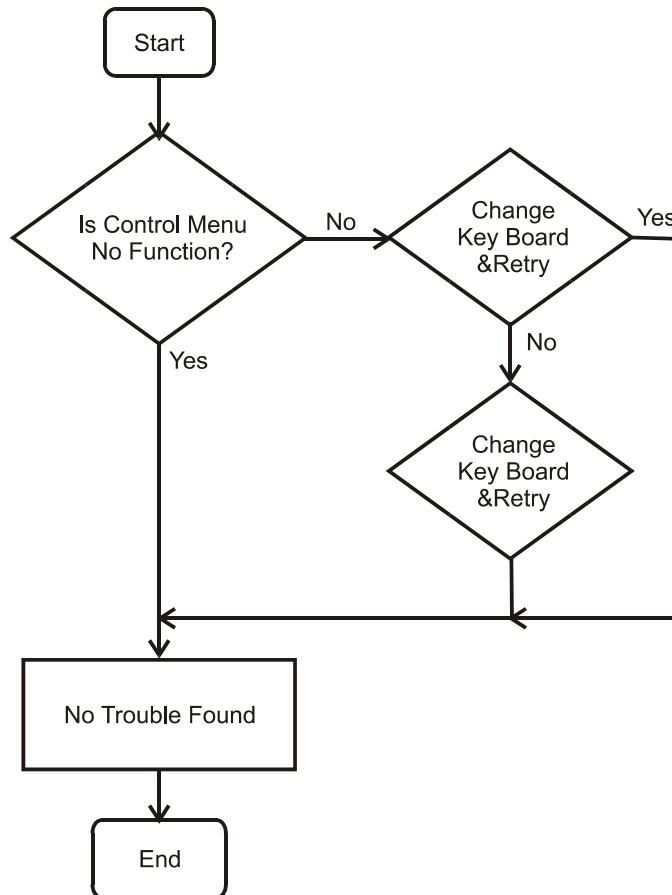 Start
Is Control Menu
No Function?
No
Change
Key Board
&Retry
Yes
Yes
No
Change
Key Board
&Retry
No Trouble Found
End